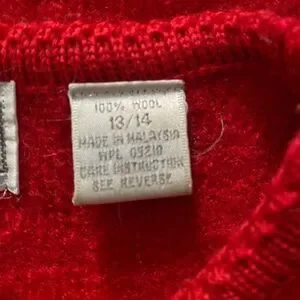 100% WOOL
13/14
MADE IN MALAYSIA
WPL 09210
CARE INSTRUCTION
SEE REVERSE